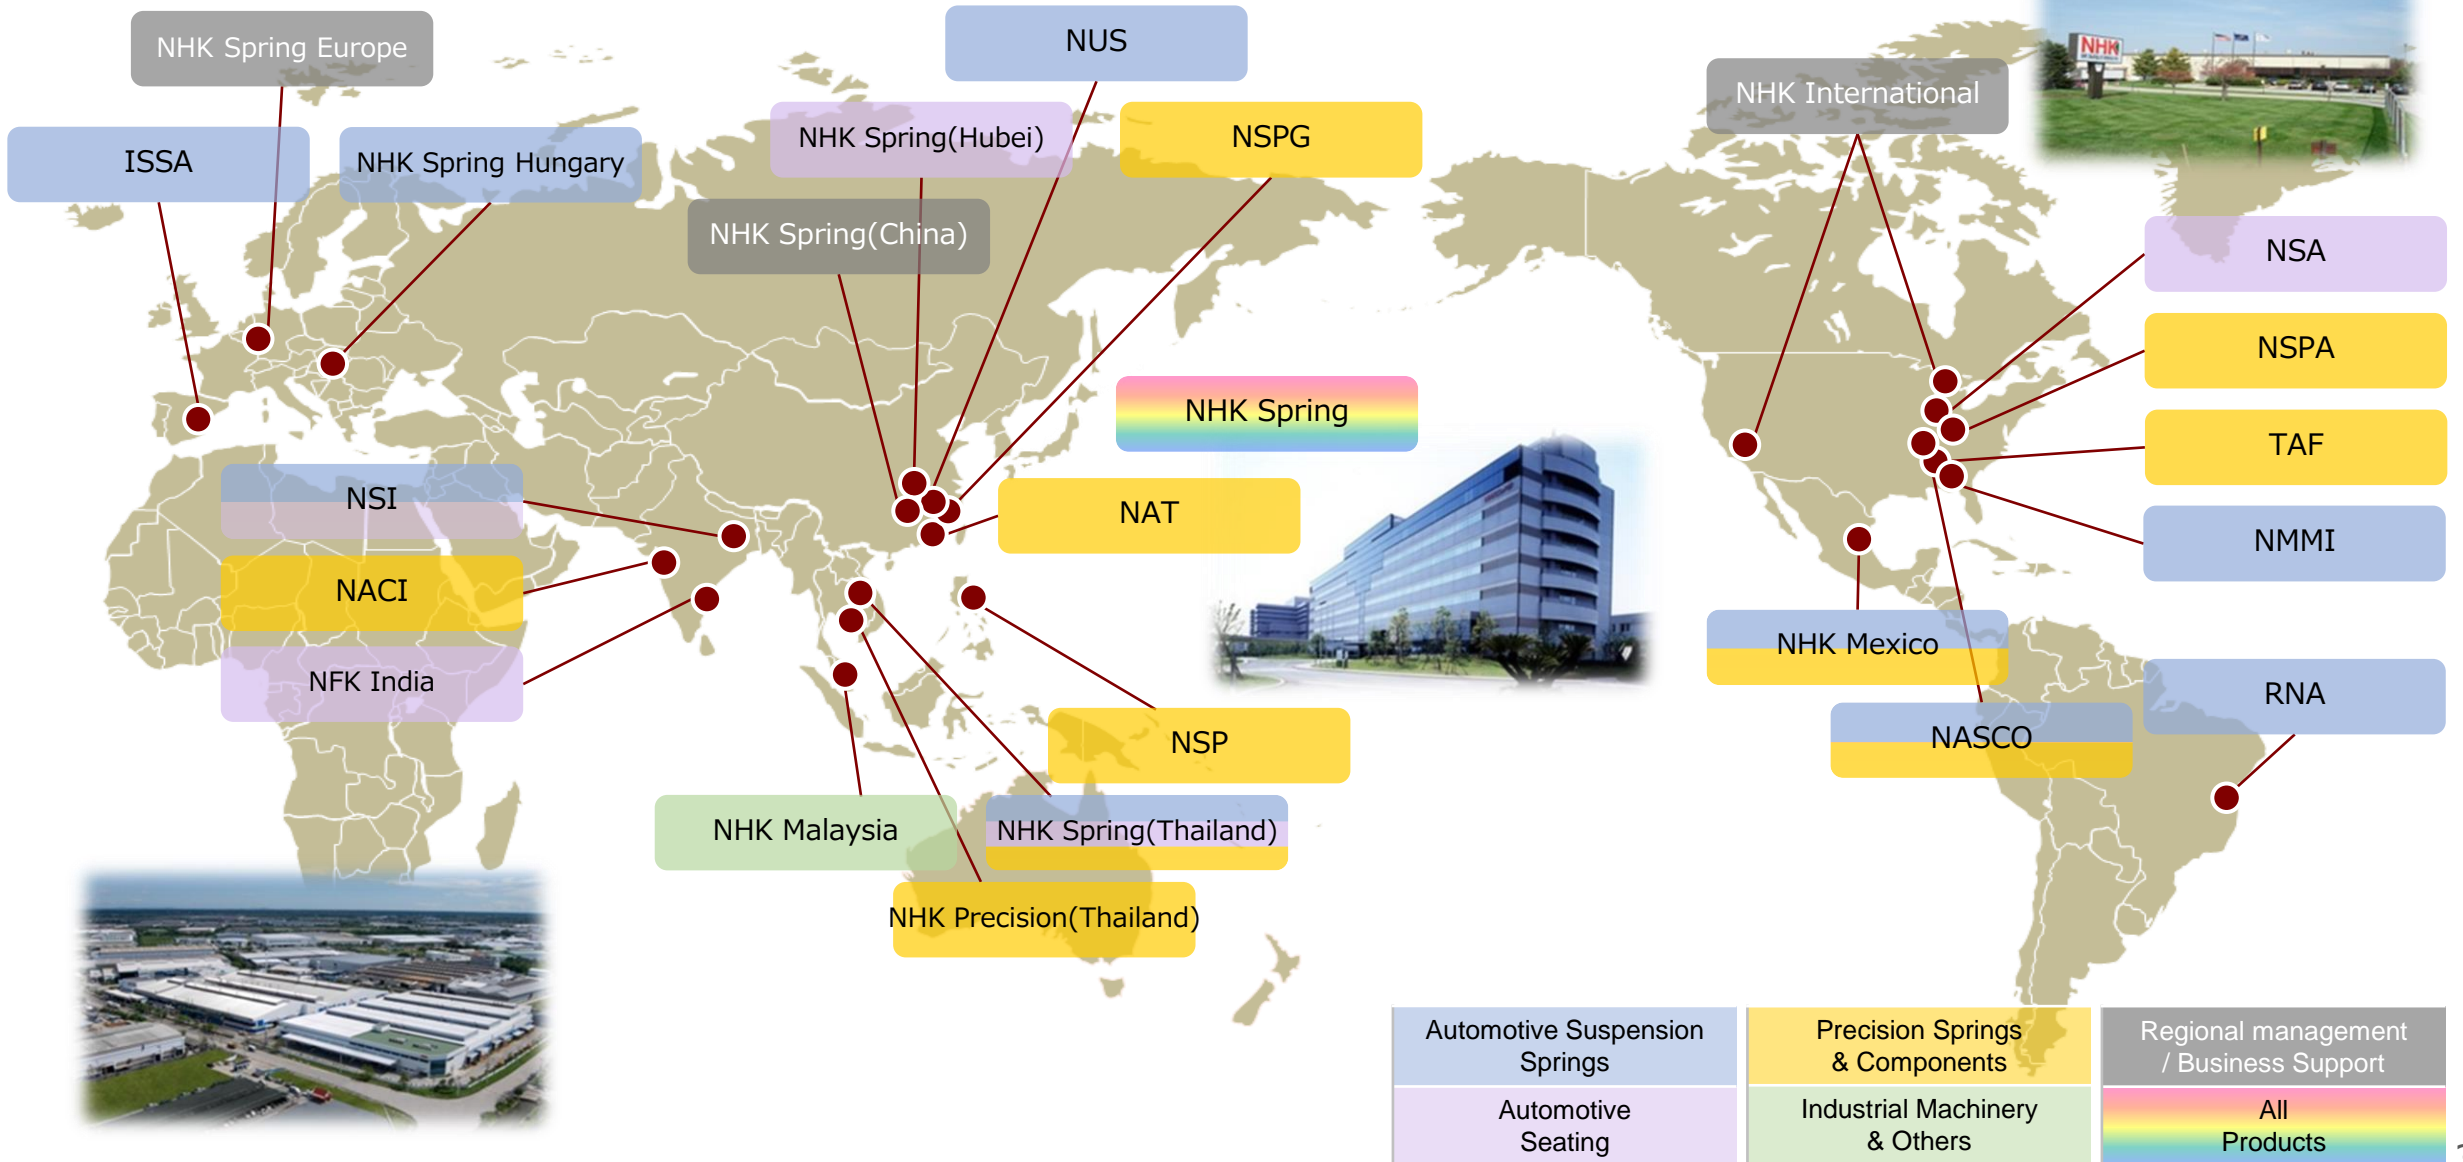 NHK Spring Europe
NUS
NHK International
NHK
ISSA
NHK Spring Hungary
NHK Spring(Hubei)
NSPG
NHK Spring(China)
NSA
NSPA
NHK Spring
TAF
NSI
NAT
NMMI
NACI
NFK India
NHK Mexico
RNA
NSP
NASCO
NHK Malaysia
NHK Spring(Thailand)
NHK Precision(Thailand)
Automotive Suspension
Springs
Precision Springs
& Components
Regional management
/ Business Support
Automotive
Seating
Industrial Machinery
& Others
All
Products